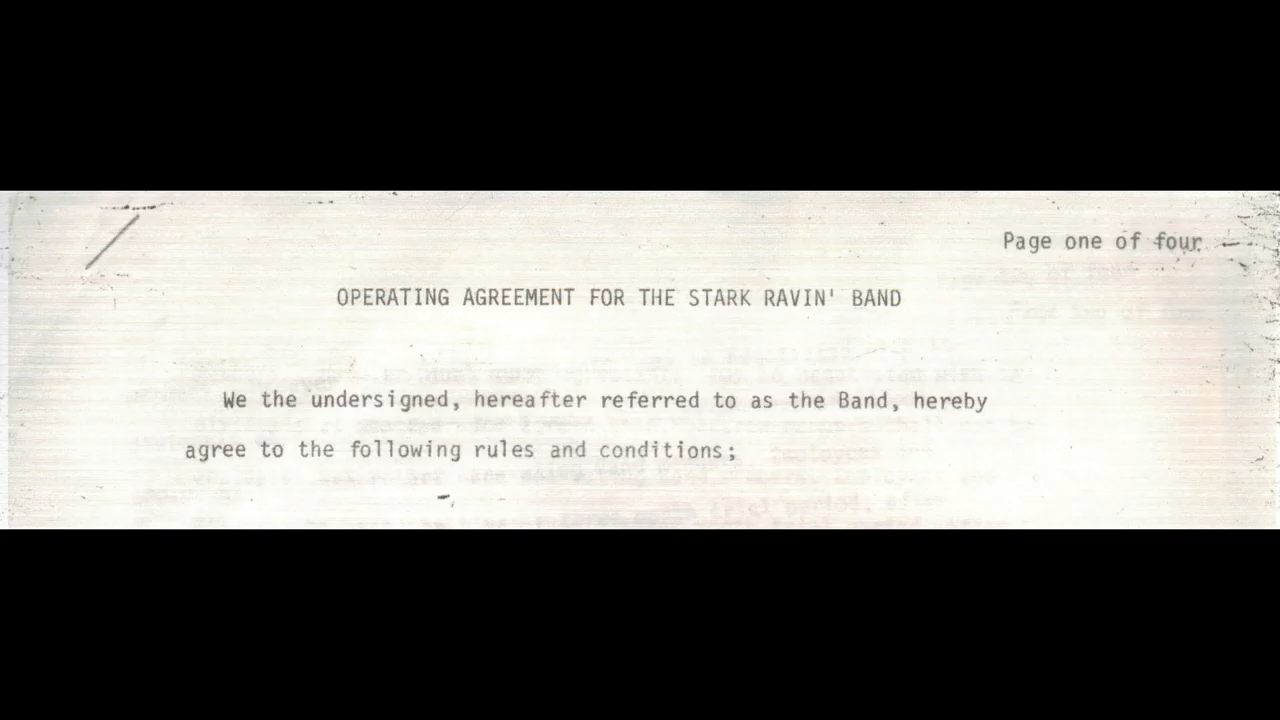 Page one of four
OPERATING AGREEMENT FOR THE STARK RAVIN' BAND
We the undersigned, hereafter referred to as the Band, hereby
agree to the following rules and conditions;